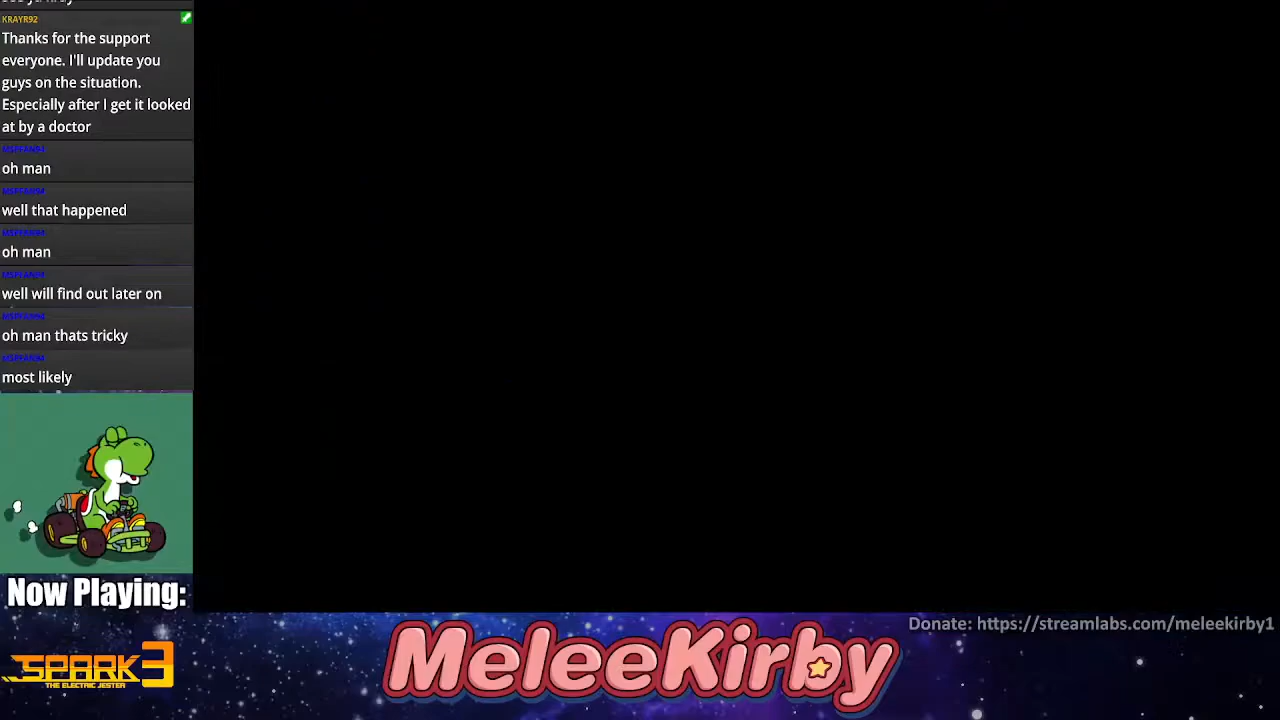 KRAYR92
Thanks for the support
everyone. I'll update you
guys on the situation.
Especially after I get it looked
at by a doctor
oh man
well that happened
oh man
well will find out later on
oh man thats tricky
most likely
Now Playing:
SPARK 3
THE ELECTRIC JESTER
MeleeKirby
Donate: https://streamlabs.com/meleekirby1